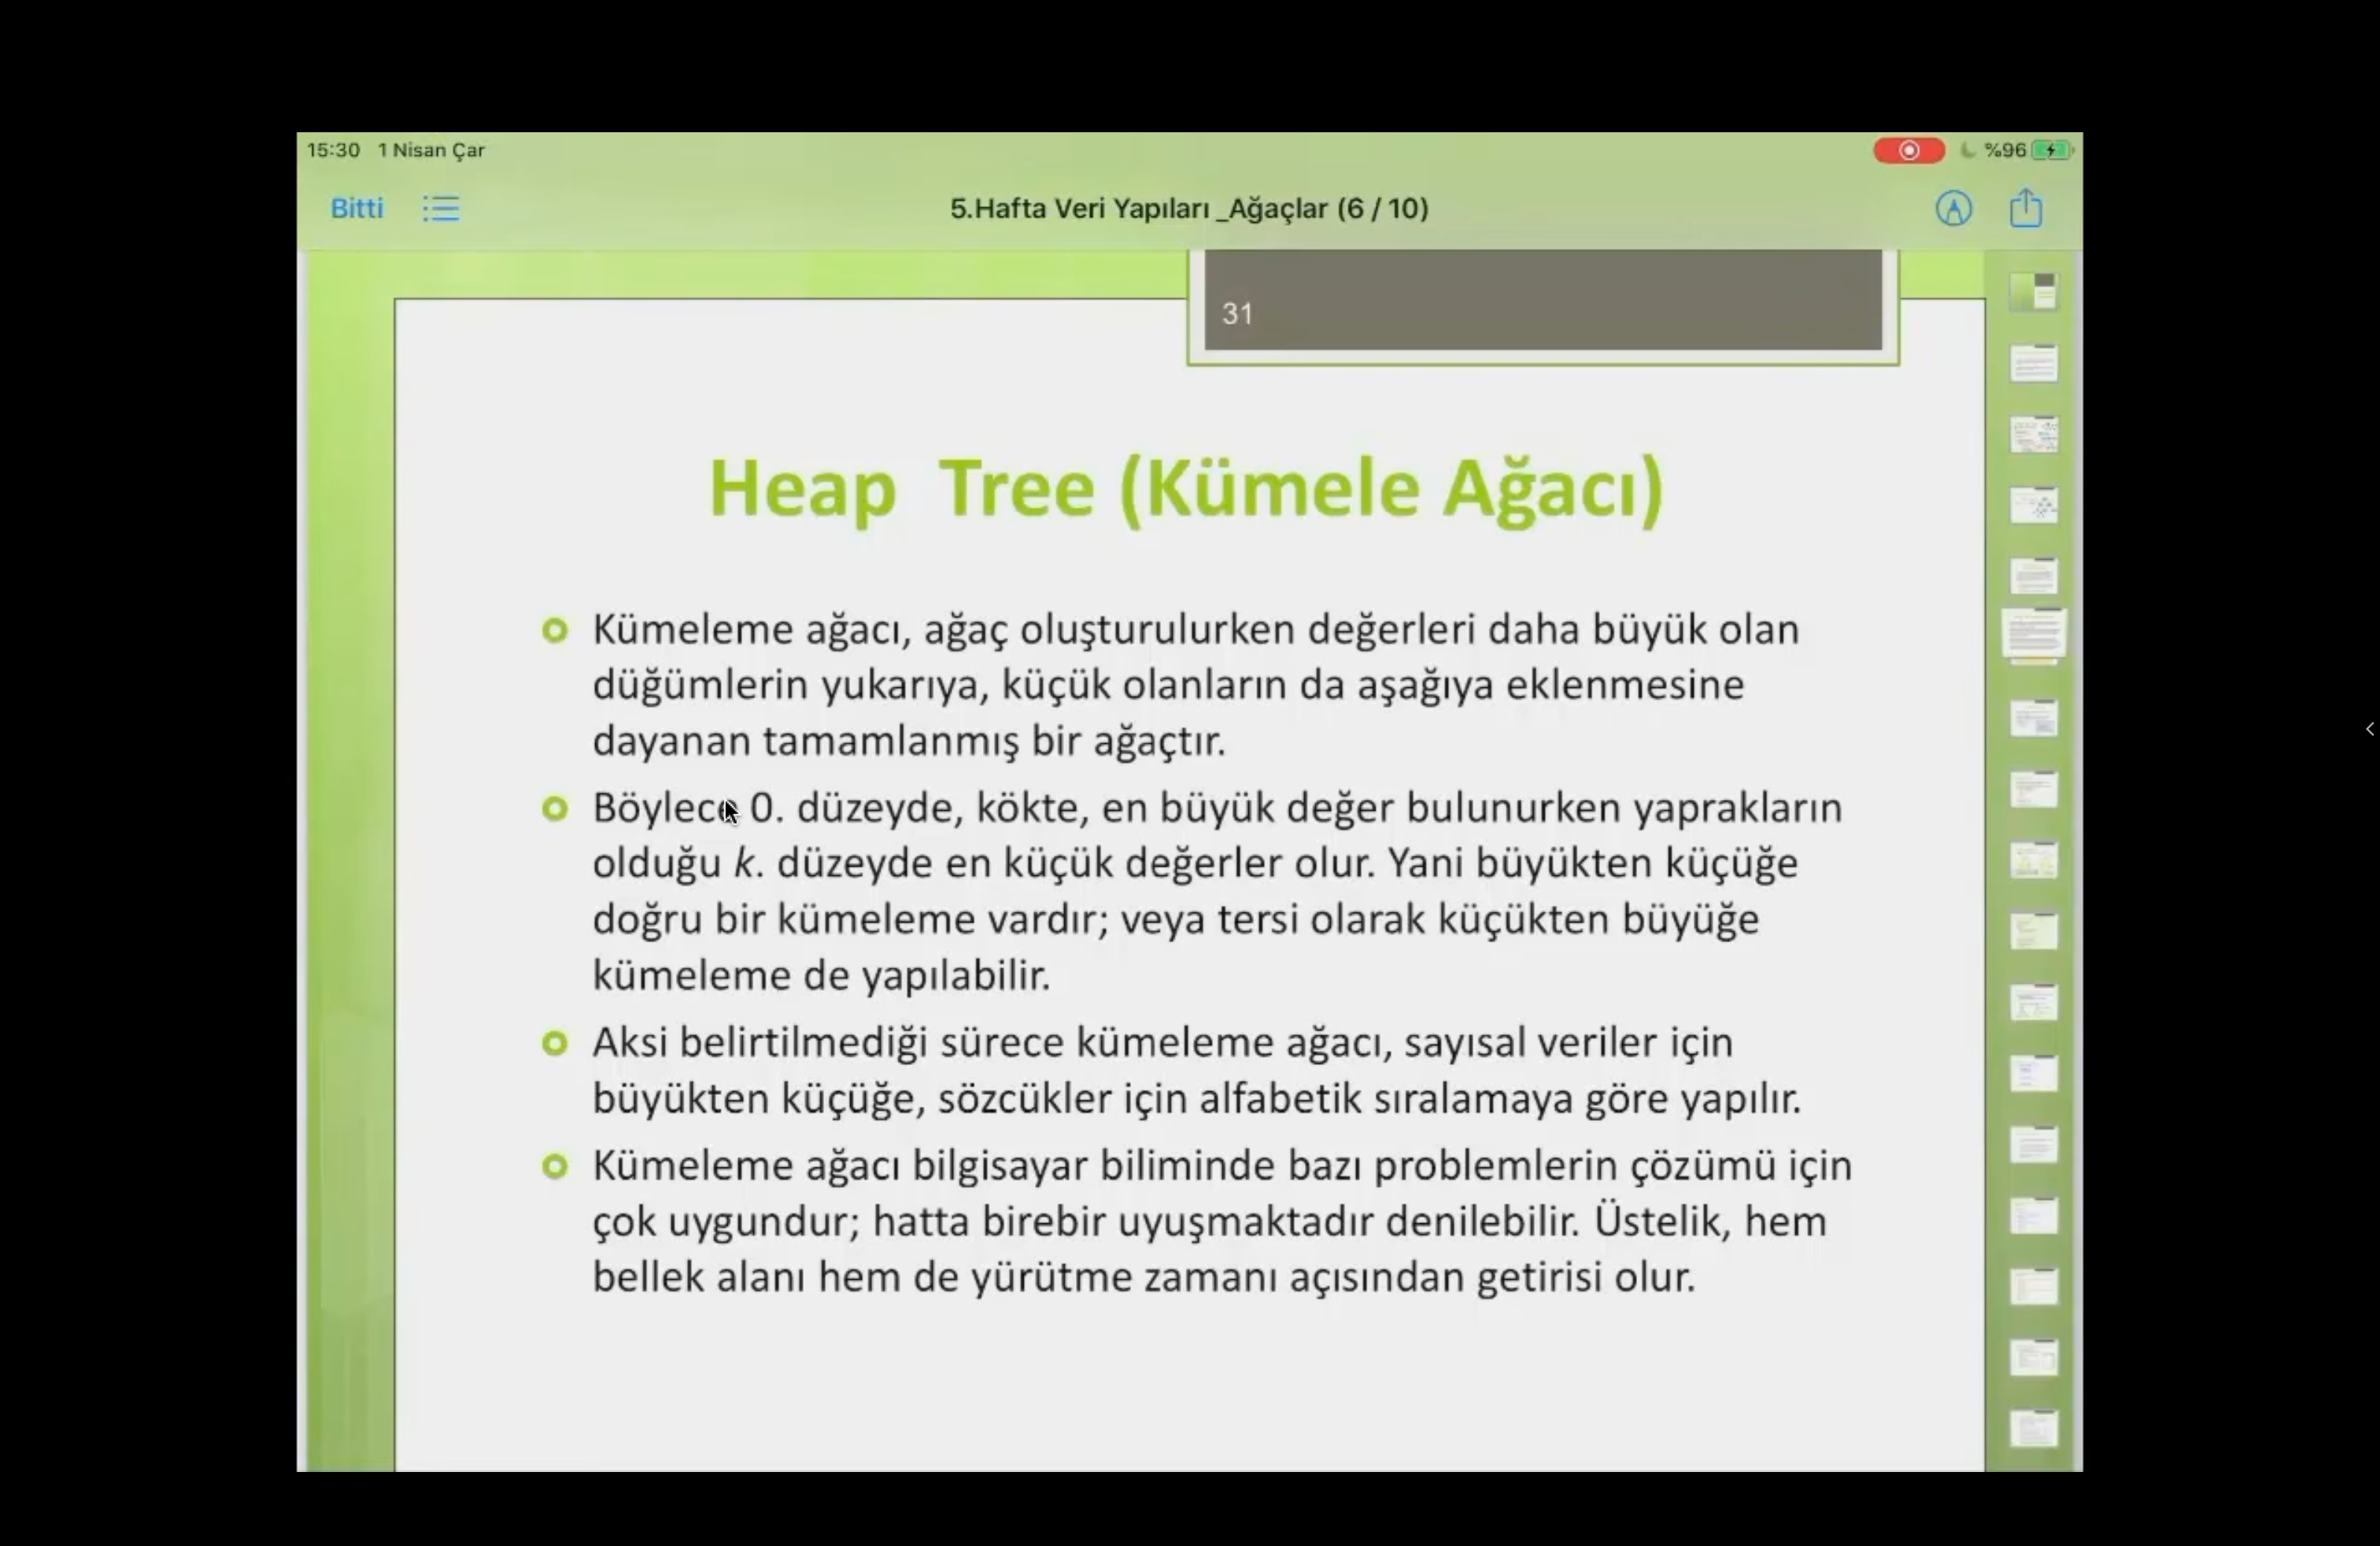 15:30 1 Nisan Çar
%96
Bitti
5.Hafta Veri Yapıları _Ağaçlar (6 / 10)
31
Heap Tree (Kümele Ağacı)
Kümeleme ağacı, ağaç oluşturulurken değerleri daha büyük olan
düğümlerin yukarıya, küçük olanların da aşağıya eklenmesine
dayanan tamamlanmış bir ağaçtır.
Böylece 0. düzeyde, kökte, en büyük değer bulunurken yaprakların
olduğu k. düzeyde en küçük değerler olur. Yani büyükten küçüğe
doğru bir kümeleme vardır; veya tersi olarak küçükten büyüğe
kümeleme de yapılabilir.
Aksi belirtilmediği sürece kümeleme ağacı, sayısal veriler için
büyükten küçüğe, sözcükler için alfabetik sıralamaya göre yapılır.
Kümeleme ağacı bilgisayar biliminde bazı problemlerin çözümü için
çok uygundur; hatta birebir uyuşmaktadır denilebilir. Üstelik, hem
bellek alanı hem de yürütme zamanı açısından getirisi olur.